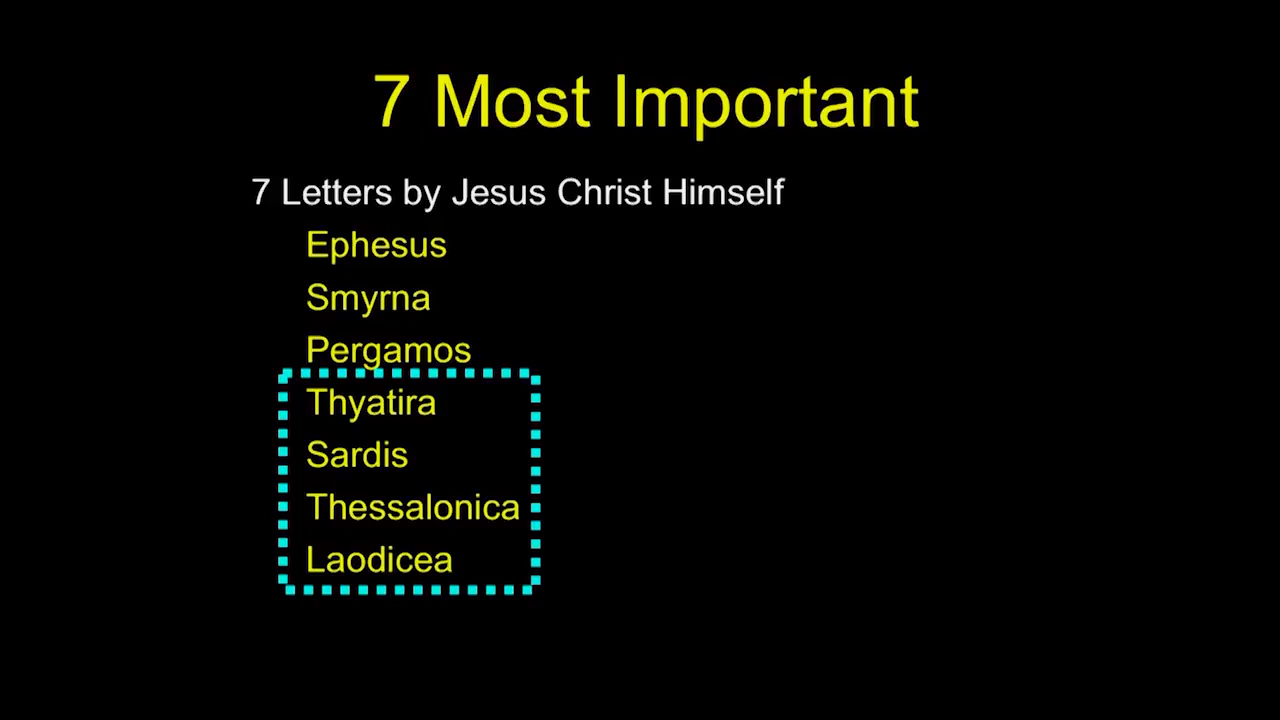 7 Most Important
7 Letters by Jesus Christ Himself
Ephesus
Smyrna
Pergamos
Thyatira
Sardis
Thessalonica
Laodicea